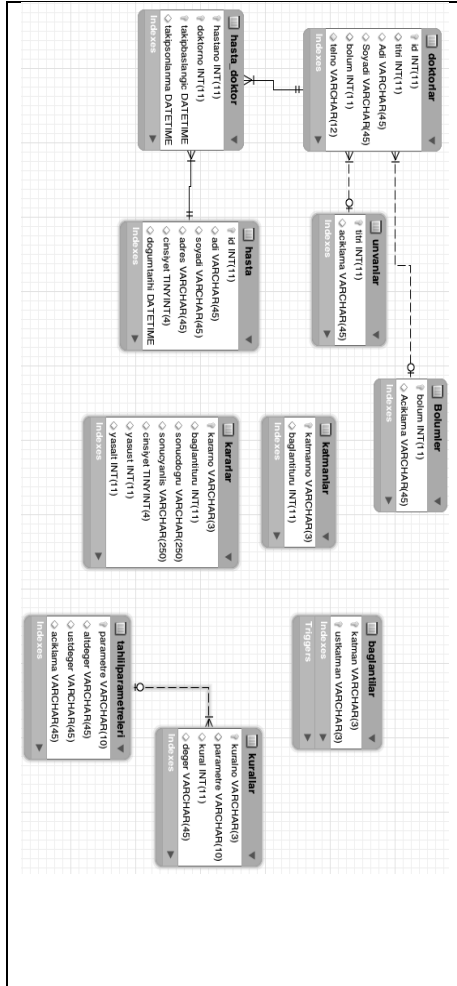 doktorlar
id INT(11)
titri INT(11)
Adi VARCHAR(45)
Soyadi VARCHAR(45)
bolum INT(11)
telno VARCHAR(12)
Indexes
unvanlar
titri INT(11)
aciklama VARCHAR(45)
Indexes
Bolumler
bolum INT(11)
Aciklama VARCHAR(45)
Indexes
hasta_doktor
hastano INT(11)
doktorno INT(11)
takipbaslangic DATETIME
takipsonlanma DATETIME
Indexes
hasta
id INT(11)
adi VARCHAR(45)
soyadi VARCHAR(45)
adres VARCHAR(45)
cinsiyet TINYINT(4)
dogumtarihi DATETIME
Indexes
katmanlar
katmanno VARCHAR(3)
baglantituru INT(11)
Indexes
kararlar
kararno VARCHAR(3)
baglantituru INT(11)
sonucdogru VARCHAR(250)
sonucyanlis VARCHAR(250)
cinsiyet TINYINT(4)
yasust INT(11)
yasalt INT(11)
Indexes
baglantilar
katman VARCHAR(3)
ustkatman VARCHAR(3)
Indexes
Triggers
tahlilparametreleri
parametre VARCHAR(10)
altdeger VARCHAR(45)
ustdeger VARCHAR(45)
aciklama VARCHAR(45)
Indexes
kurallar
kuralno VARCHAR(3)
parametre VARCHAR(10)
kural INT(11)
deger VARCHAR(45)
Indexes